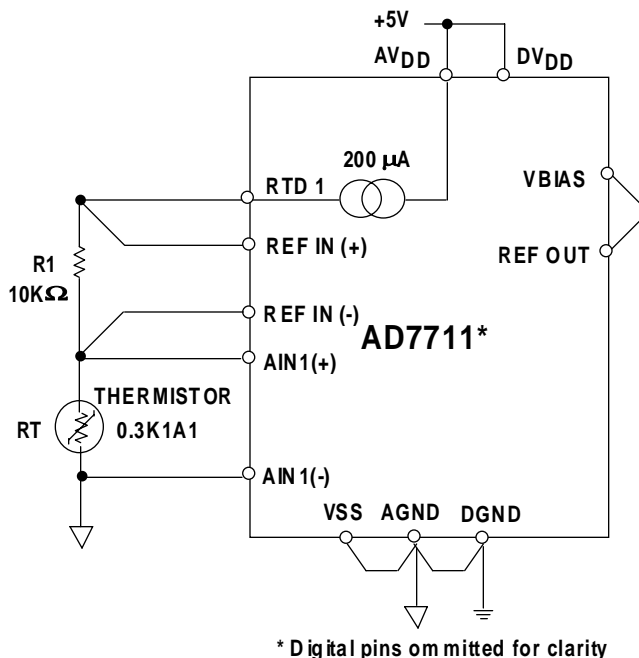 +5V
AVDD
DVDD
200 µA
RTD 1
VBIAS
REF IN (+)
REF OUT
R1
10KΩ
REF IN (-)
AD7711*
AIN1(+)
THERMISTOR
RT
0.3K1A1
AIN1(-)
VSS
AGND
DGND
* Digital pins ommitted for clarity